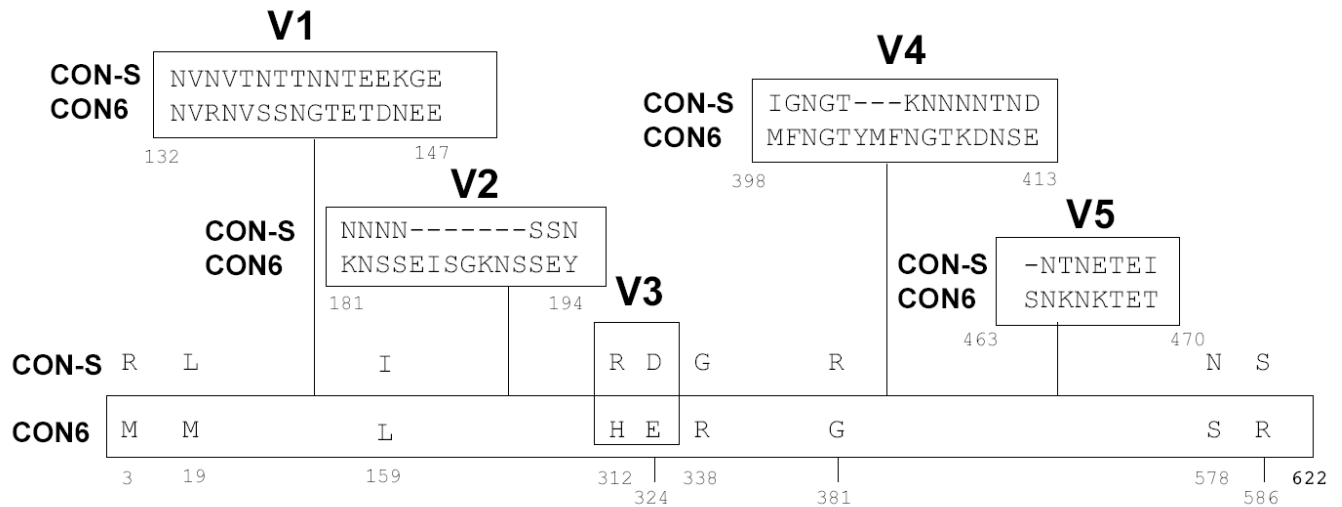 V1
CON-S NVNVTNTTNNTEEKGE
CON6 NVRNVSSNGTETDNEE
132 147
V4
CON-S IGNGT---KNNNNTND
CON6 MFNGTYMFNGTKDNSE
398 413
V2
CON-S NNNN-------SSN
CON6 KNSSEISGKNSSEY
181 194
V5
CON-S -NTNETEI
CON6 SNKNKTET
463 470
V3
CON-S R L I R D G R N S
CON6 M M L H E R G S R
3 19 159 312 324 338 381 578 586 622